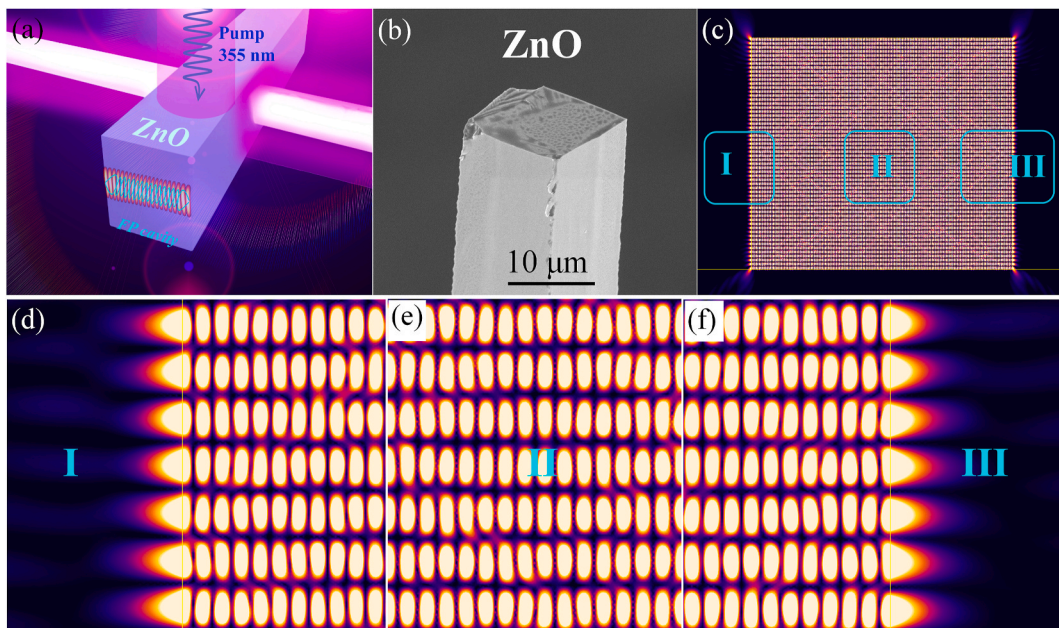 (a)
Pump
355 nm
ZnO
FP cavity
(b)
ZnO
10 μm
(c)
I
II
III
(d)
I
(e)
II
(f)
III